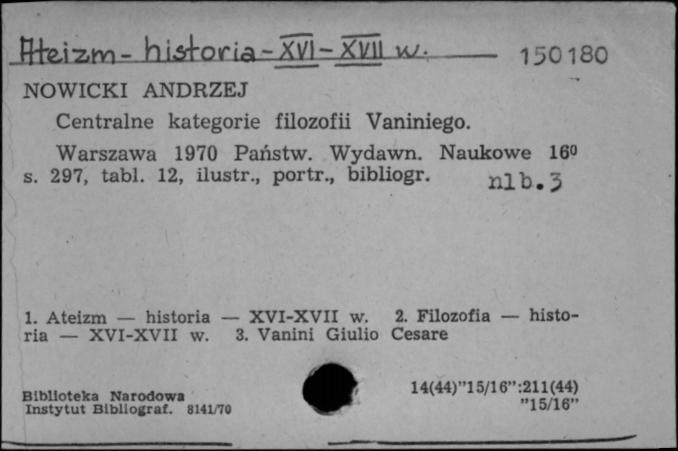 Ateizm - historia - XVI - XVII w. 150180
NOWICKI ANDRZEJ
Centralne kategorie filozofii Vaniniego.
Warszawa 1970 Państw. Wydawn. Naukowe 16⁰
s. 297, tabl. 12, ilustr., portr., bibliogr. nlb. 3
1. Ateizm — historia — XVI-XVII w. 2. Filozofia — histo-
ria — XVI-XVII w. 3. Vanini Giulio Cesare
Biblioteka Narodowa
Instytut Bibliograf. 8141/70
14(44)”15/16”:211(44)
”15/16”